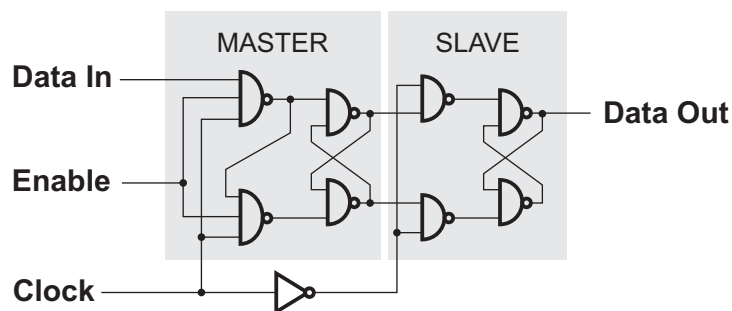 MASTER
SLAVE
Data In
Data Out
Enable
Clock